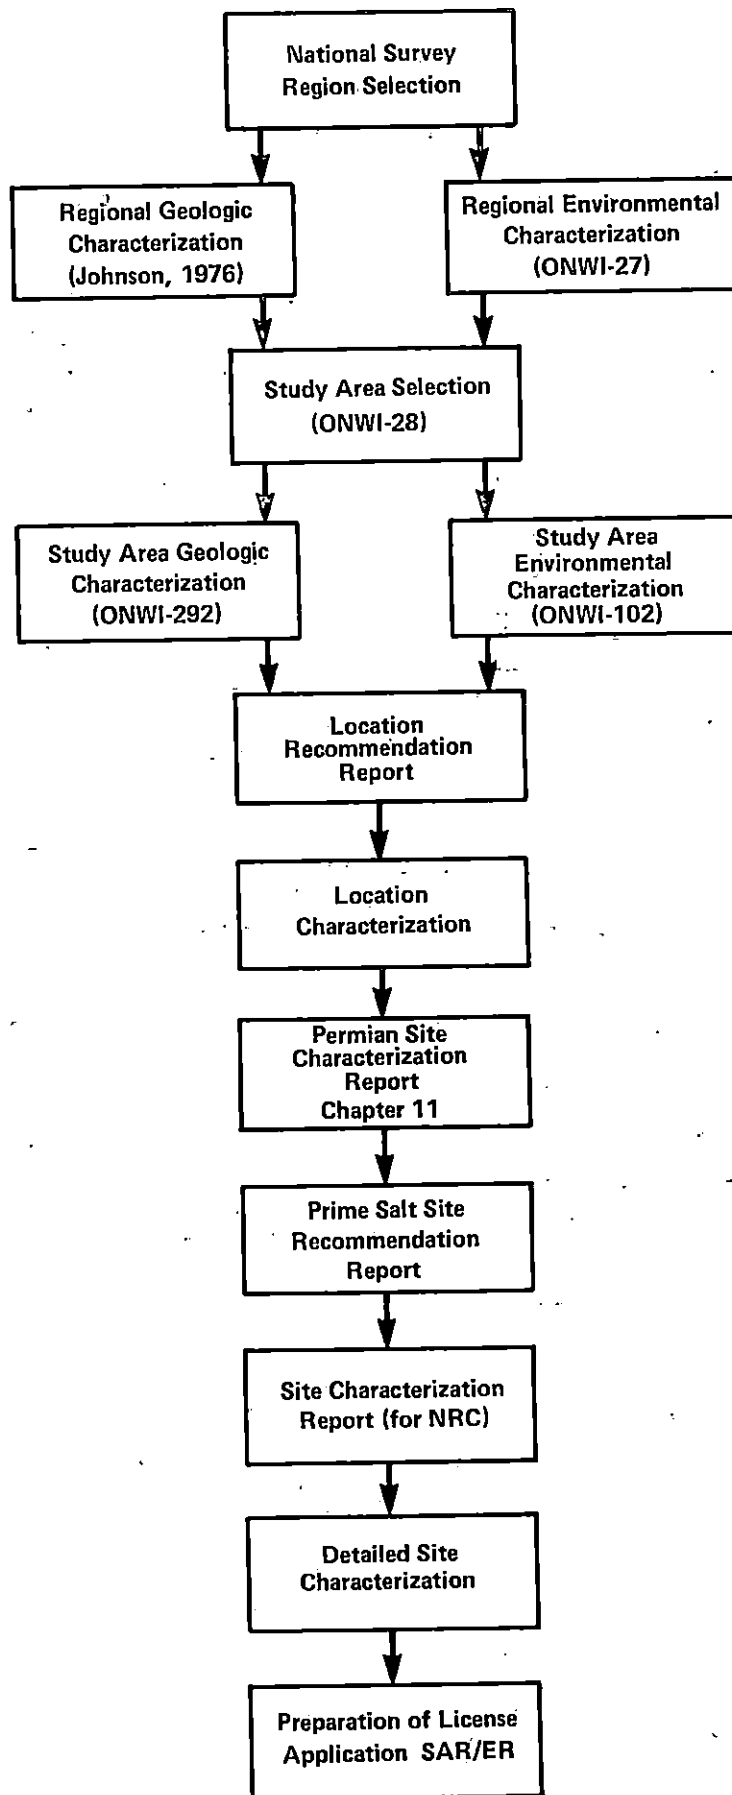 National Survey
Region Selection
Regional Geologic
Characterization
(Johnson, 1976)
Regional Environmental
Characterization
(ONWI-27)
Study Area Selection
(ONWI-28)
Study Area Geologic
Characterization
(ONWI-292)
Study Area
Environmental
Characterization
(ONWI-102)
Location
Recommendation
Report
Location
Characterization
Permian Site
Characterization
Report
Chapter 11
Prime Salt Site
Recommendation
Report
Site Characterization
Report (for NRC)
Detailed Site
Characterization
Preparation of License
Application SAR/ER